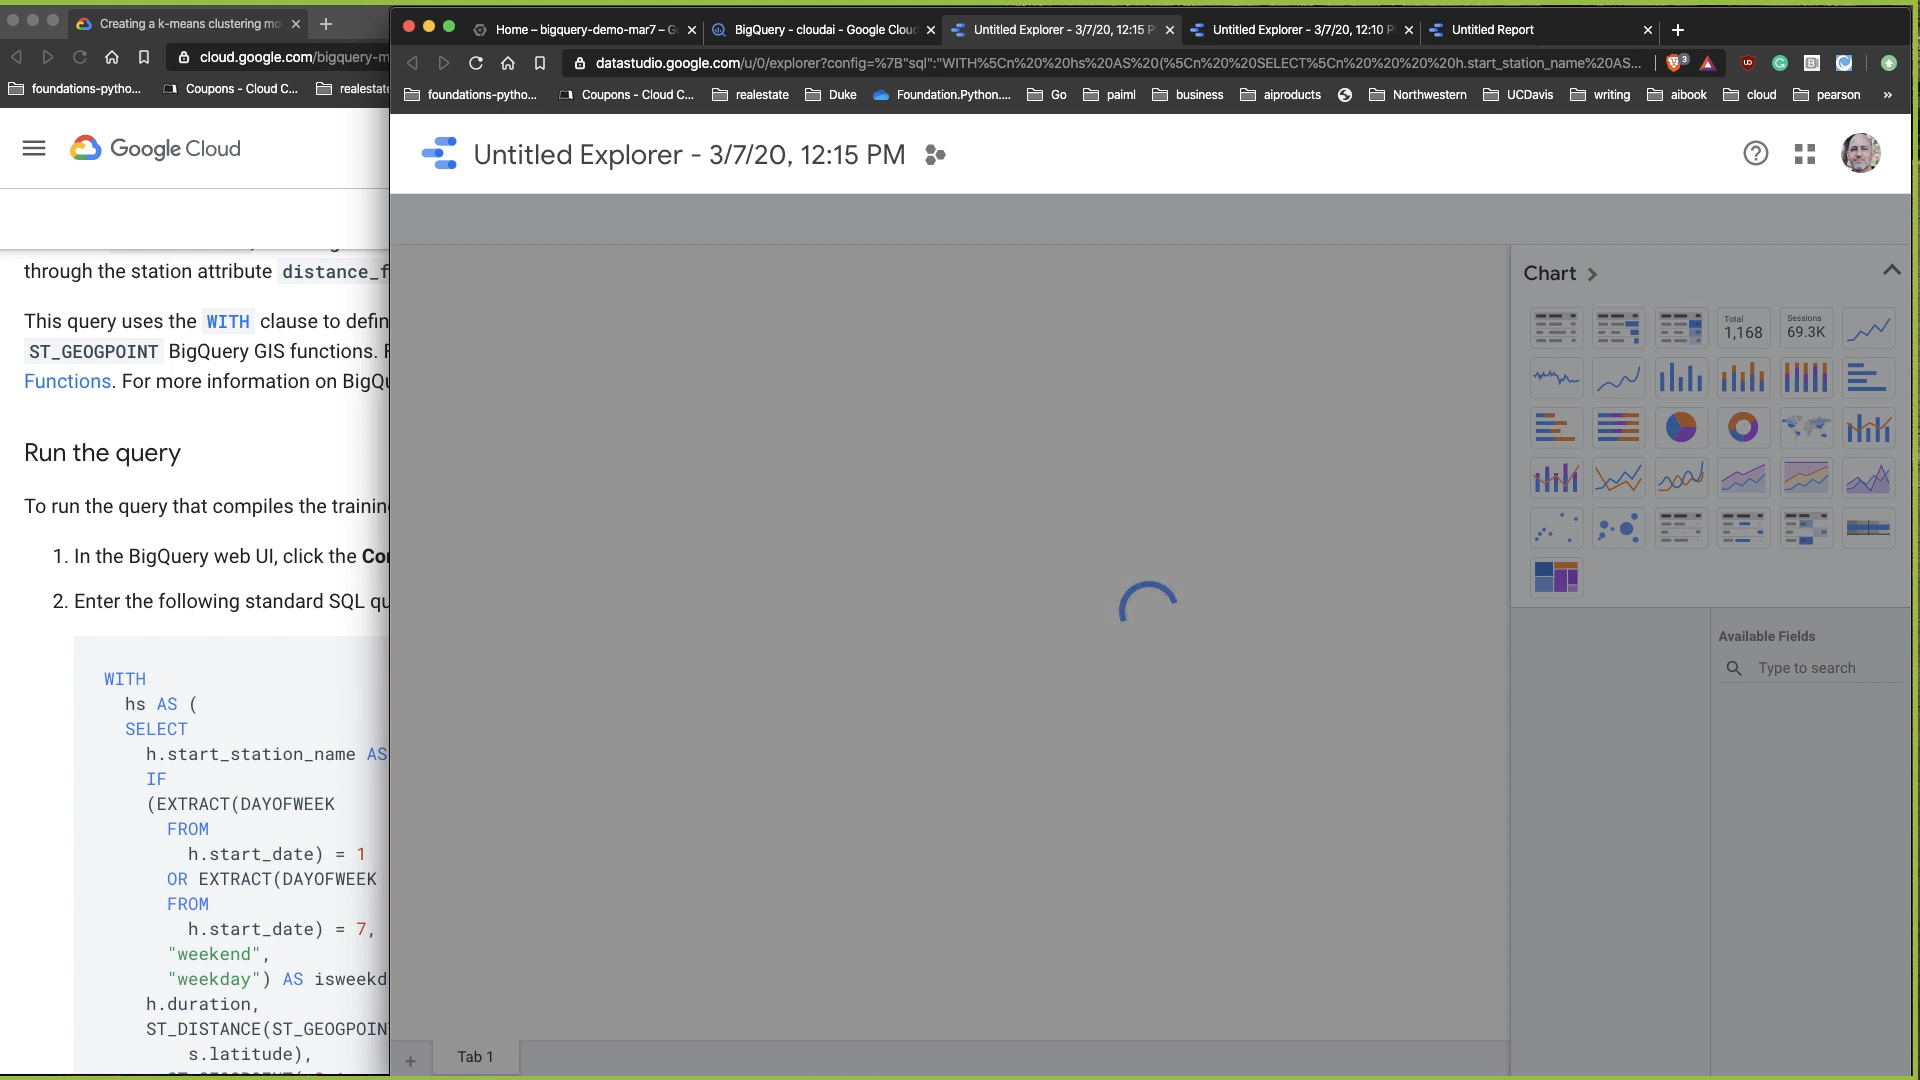 Creating a k-means clustering mo
cloud.google.com/bigquery-m
foundations-pytho...
Coupons - Cloud C...
realestate
Google Cloud
through the station attribute distance_f
This query uses the WITH clause to defin
ST_GEOGPOINT BigQuery GIS functions. F
Functions. For more information on BigQu
Run the query
To run the query that compiles the trainin
1. In the BigQuery web UI, click the Co
2. Enter the following standard SQL qu
WITH
hs AS (
SELECT
h.start_station_name AS
IF
(EXTRACT(DAYOFWEEK
FROM
h.start_date) = 1
OR EXTRACT(DAYOFWEEK
FROM
h.start_date) = 7,
"weekend",
"weekday") AS isweekd
h.duration,
ST_DISTANCE(ST_GEOGPOIN
s.latitude),
Home – bigquery-demo-mar7 – G
BigQuery - cloudai - Google Clou
Untitled Explorer - 3/7/20, 12:15 P
Untitled Explorer - 3/7/20, 12:10 P
Untitled Report
datastudio.google.com/u/0/explorer?config=%7B"sql":"WITH%5Cn%20%20hs%20AS%20(%5Cn%20%20SELECT%5Cn%20%20%20%20h.start_station_name%20AS...
3
foundations-pytho...
Coupons - Cloud C...
realestate
Duke
Foundation.Python....
Go
paiml
business
aiproducts
Northwestern
UCDavis
writing
aibook
cloud
pearson
»
Untitled Explorer - 3/7/20, 12:15 PM
Chart
Total
1,168
Sessions
69.3K
Available Fields
Type to search
+
Tab 1